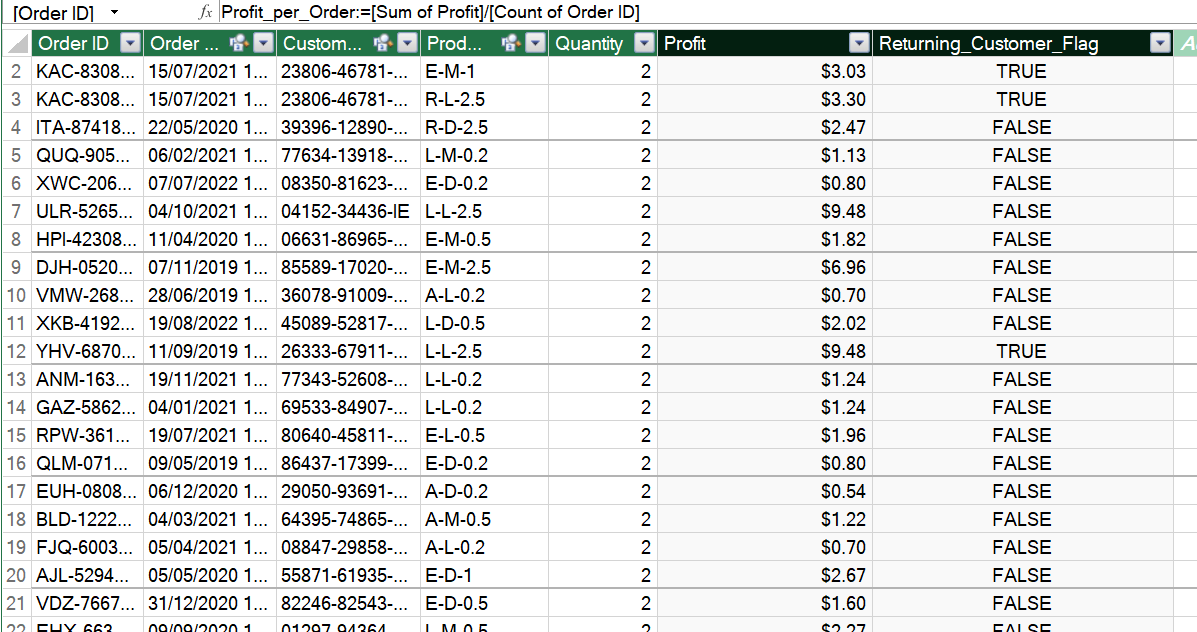 [Order ID] fx Profit_per_Order:=[Sum of Profit]/[Count of Order ID]
Order ID Order ... Custom... Prod... Quantity Profit Returning_Customer_Flag
2 KAC-8308... 15/07/2021 1... 23806-46781-... E-M-1 2 $3.03 TRUE
3 KAC-8308... 15/07/2021 1... 23806-46781-... R-L-2.5 2 $3.30 TRUE
4 ITA-87418... 22/05/2020 1... 39396-12890-... R-D-2.5 2 $2.47 FALSE
5 QUQ-905... 06/02/2021 1... 77634-13918-... L-M-0.2 2 $1.13 FALSE
6 XWC-206... 07/07/2022 1... 08350-81623-... E-D-0.2 2 $0.80 FALSE
7 ULR-5265... 04/10/2021 1... 04152-34436-IE L-L-2.5 2 $9.48 FALSE
8 HPI-42308... 11/04/2020 1... 06631-86965-... E-M-0.5 2 $1.82 FALSE
9 DJH-0520... 07/11/2019 1... 85589-17020-... E-M-2.5 2 $6.96 FALSE
10 VMW-268... 28/06/2019 1... 36078-91009-... A-L-0.2 2 $0.70 FALSE
11 XKB-4192... 19/08/2022 1... 45089-52817-... L-D-0.5 2 $2.02 FALSE
12 YHV-6870... 11/09/2019 1... 26333-67911-... L-L-2.5 2 $9.48 TRUE
13 ANM-163... 19/11/2021 1... 77343-52608-... L-L-0.2 2 $1.24 FALSE
14 GAZ-5862... 04/01/2021 1... 69533-84907-... L-L-0.2 2 $1.24 FALSE
15 RPW-361... 19/07/2021 1... 80640-45811-... E-L-0.5 2 $1.96 FALSE
16 QLM-071... 09/05/2019 1... 86437-17399-... E-D-0.2 2 $0.80 FALSE
17 EUH-0808... 06/12/2020 1... 29050-93691-... A-D-0.2 2 $0.54 FALSE
18 BLD-1222... 04/03/2021 1... 64395-74865-... A-M-0.5 2 $1.22 FALSE
19 FJQ-6003... 05/04/2021 1... 08847-29858-... A-L-0.2 2 $0.70 FALSE
20 AJL-5294... 05/05/2020 1... 55871-61935-... E-D-1 2 $2.67 FALSE
21 VDZ-7667... 31/12/2020 1... 82246-82543-... E-D-0.5 2 $1.60 FALSE
22 EHX-663... 09/09/2020 1... 01297-94364-... L-M-0.5 2 $2.27 FALSE